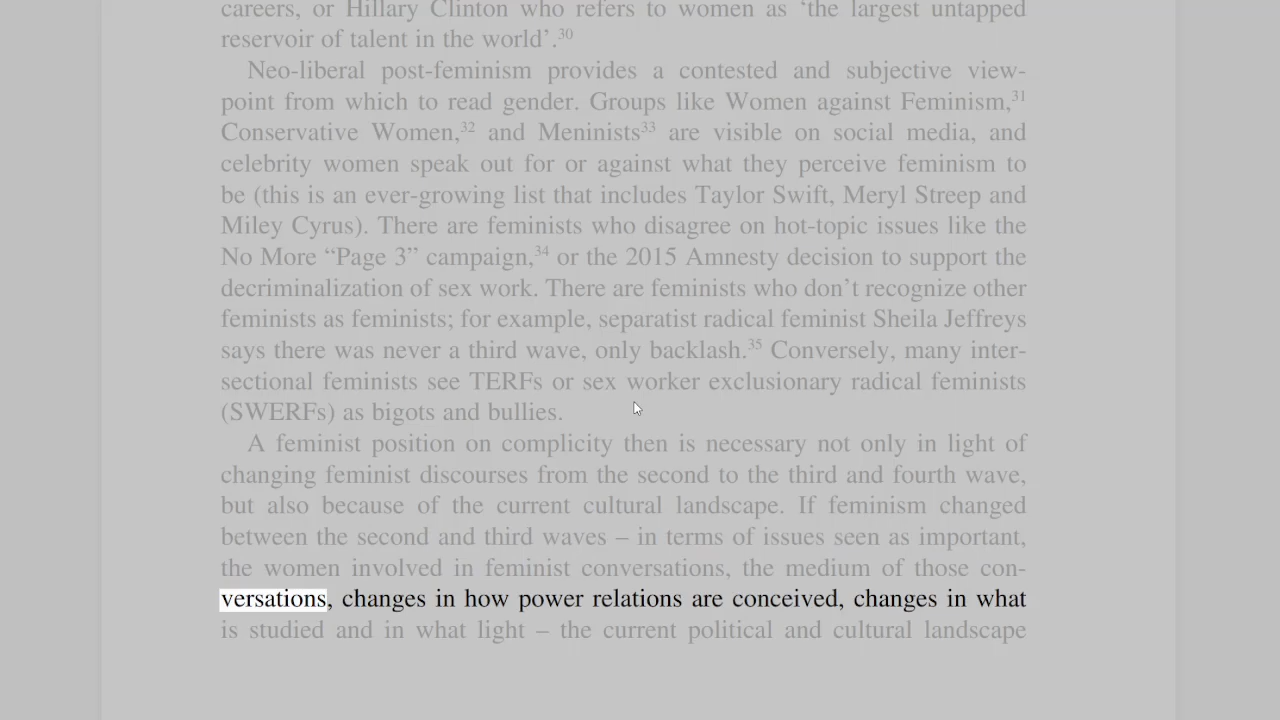 careers, or Hillary Clinton who refers to women as ‘the largest untapped
reservoir of talent in the world’.30
Neo-liberal post-feminism provides a contested and subjective view-
point from which to read gender. Groups like Women against Feminism,31
Conservative Women,32 and Meninists33 are visible on social media, and
celebrity women speak out for or against what they perceive feminism to
be (this is an ever-growing list that includes Taylor Swift, Meryl Streep and
Miley Cyrus). There are feminists who disagree on hot-topic issues like the
No More “Page 3” campaign,34 or the 2015 Amnesty decision to support the
decriminalization of sex work. There are feminists who don’t recognize other
feminists as feminists; for example, separatist radical feminist Sheila Jeffreys
says there was never a third wave, only backlash.35 Conversely, many inter-
sectional feminists see TERFs or sex worker exclusionary radical feminists
(SWERFs) as bigots and bullies.
A feminist position on complicity then is necessary not only in light of
changing feminist discourses from the second to the third and fourth wave,
but also because of the current cultural landscape. If feminism changed
between the second and third waves – in terms of issues seen as important,
the women involved in feminist conversations, the medium of those con-
versations, changes in how power relations are conceived, changes in what
is studied and in what light – the current political and cultural landscape